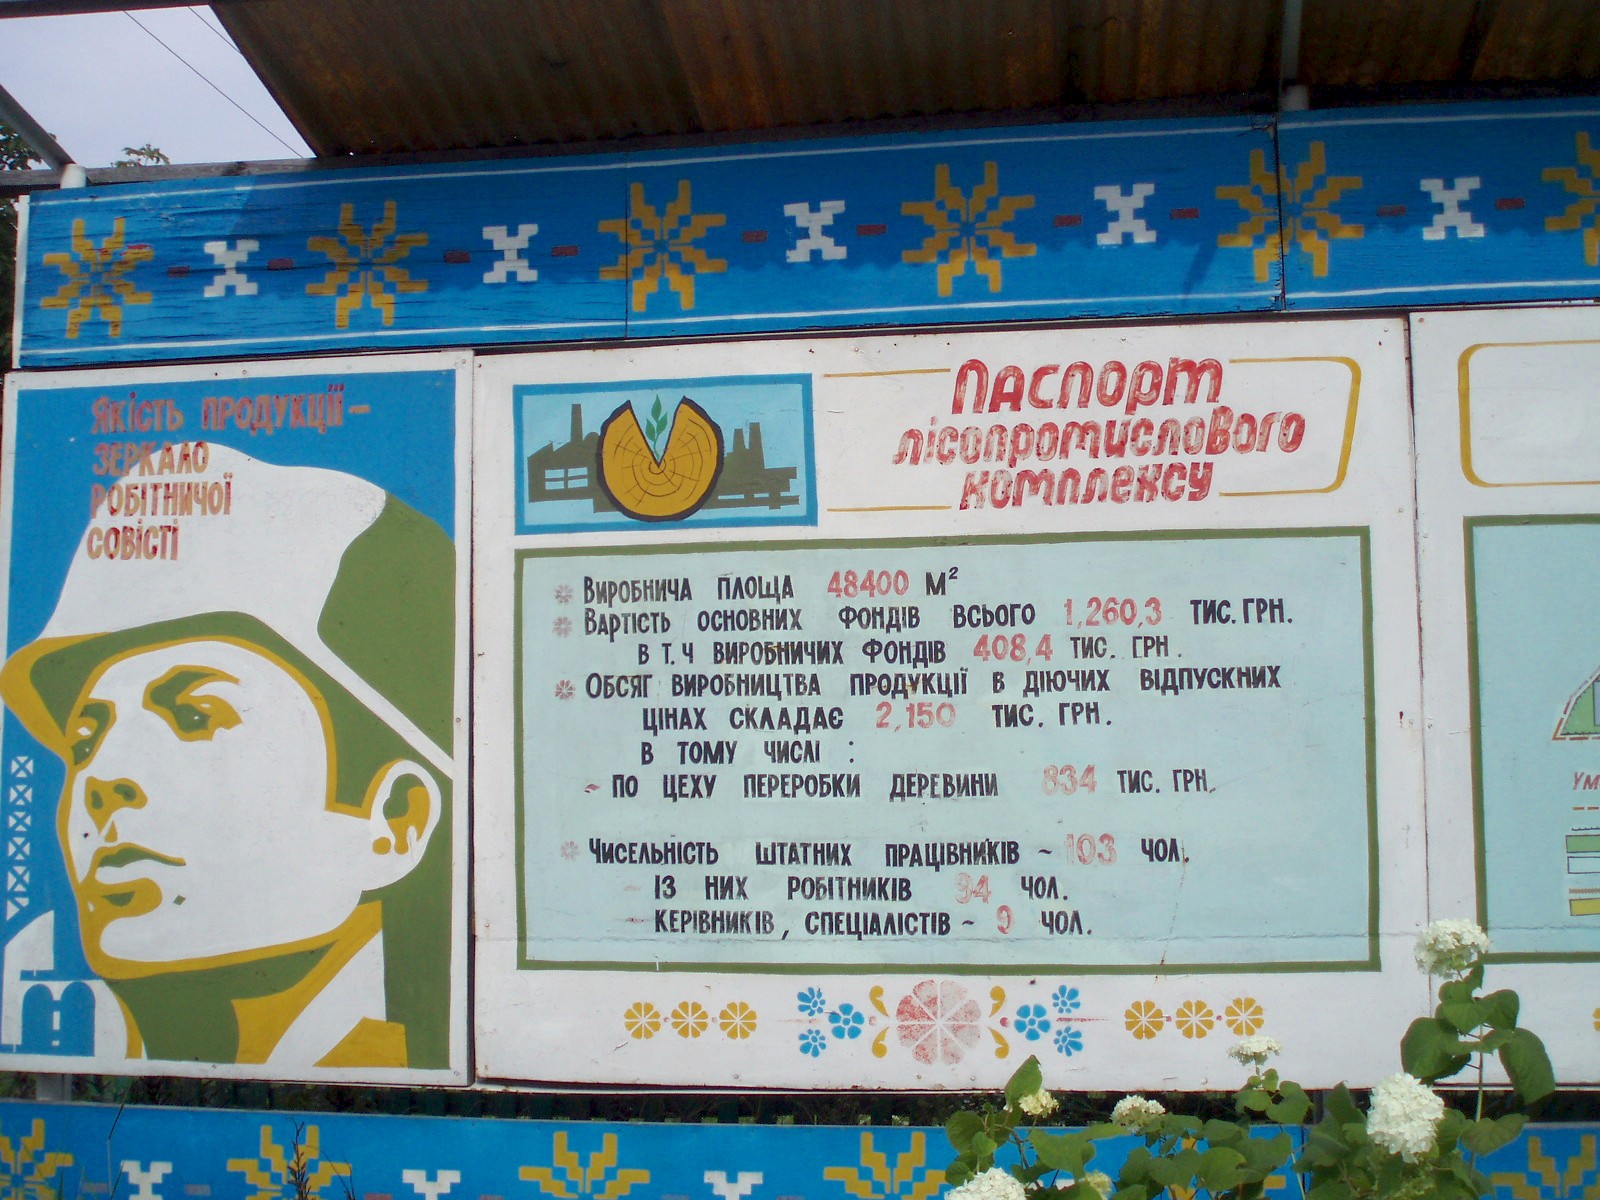 Якість продукції –
зеркало
робітничої
совісті
Паспорт
лісопромислового
комплексу
Виробнича площа 48400 м²
Вартість основних фондів всього 1,260,3 тис. грн.
в т.ч виробничих фондів 408,4 тис. грн.
Обсяг виробництва продукції в діючих відпускних
цінах складає 2,150 тис. грн.
в тому числі :
- по цеху переробки деревини 834 тис. грн.
Чисельність штатних працівників ~ 103 чол.
- із них робітників 94 чол.
- керівників, спеціалістів ~ 9 чол.